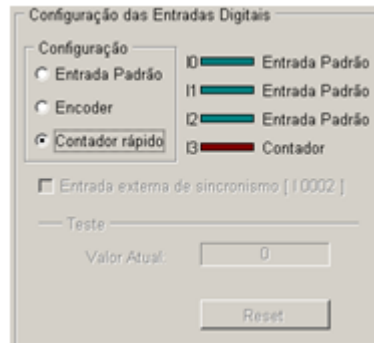 Configuração das Entradas Digitais
Configuração
Entrada Padrão
Encoder
Contador rápido
I0 Entrada Padrão
I1 Entrada Padrão
I2 Entrada Padrão
I3 Contador
Entrada externa de sincronismo [ I 0002 ]
Teste
Valor Atual: 0
Reset